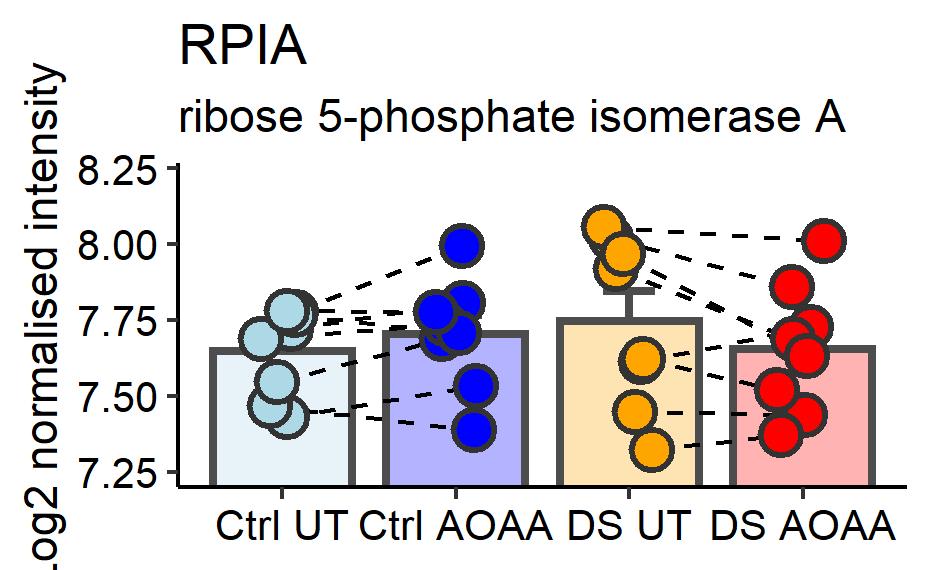 RPIA
ribose 5-phosphate isomerase A
Log2 normalised intensity
8.25
8.00
7.75
7.50
7.25
Ctrl UT Ctrl AOAA DS UT DS AOAA